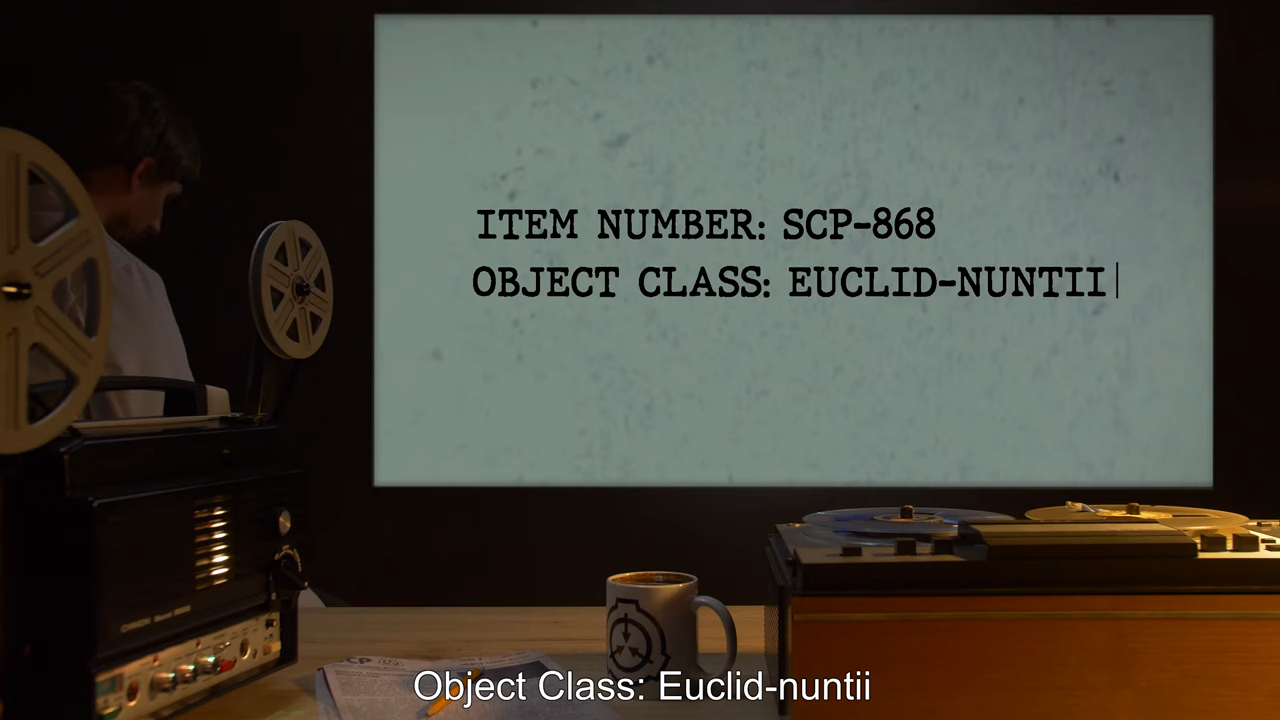 ITEM NUMBER: SCP-868
OBJECT CLASS: EUCLID-NUNTII
Object Class: Euclid-nuntii